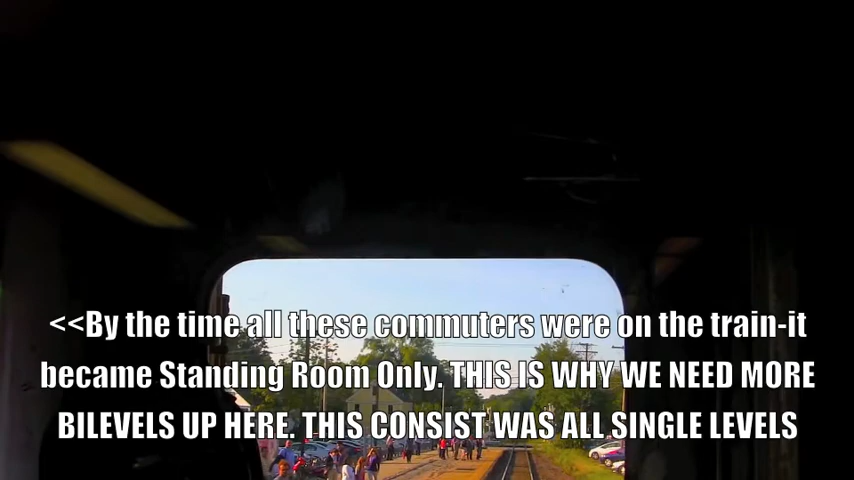 <<By the time all these commuters were on the train-it
became Standing Room Only. THIS IS WHY WE NEED MORE
BILEVELS UP HERE. THIS CONSIST WAS ALL SINGLE LEVELS